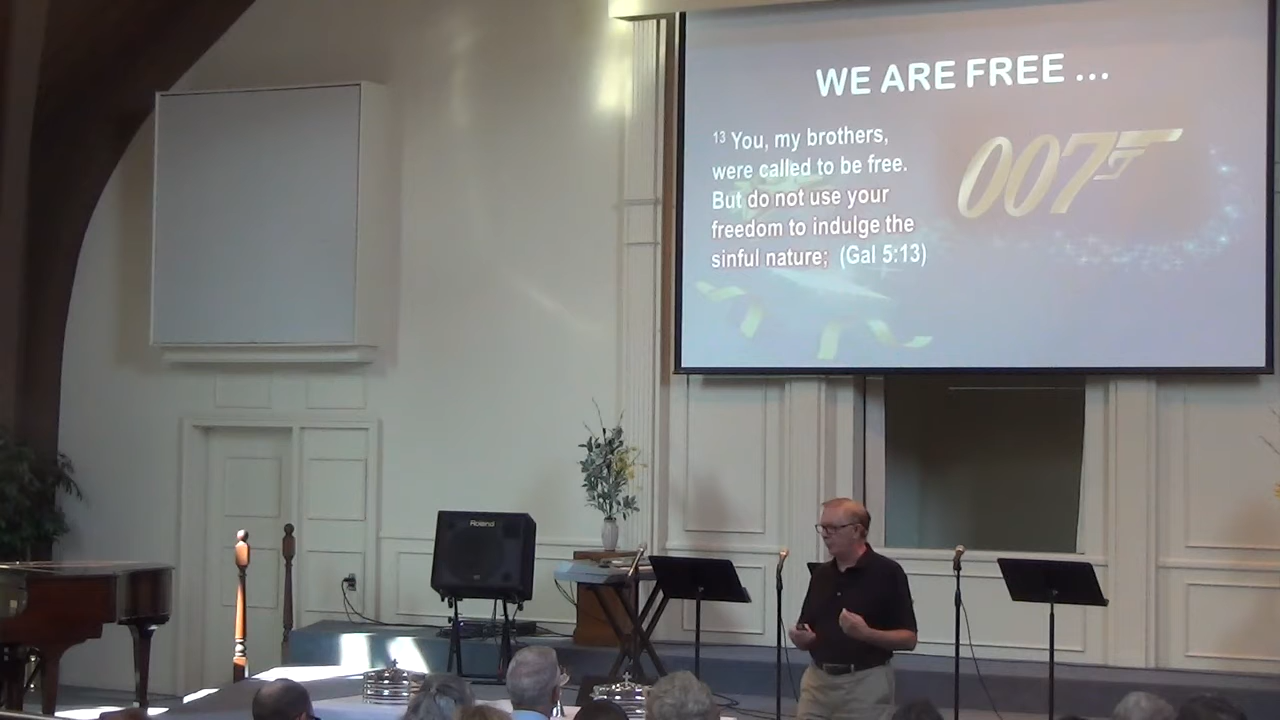 WE ARE FREE ...
13 You, my brothers,
were called to be free.
But do not use your
freedom to indulge the
sinful nature; (Gal 5:13)
007
Roland